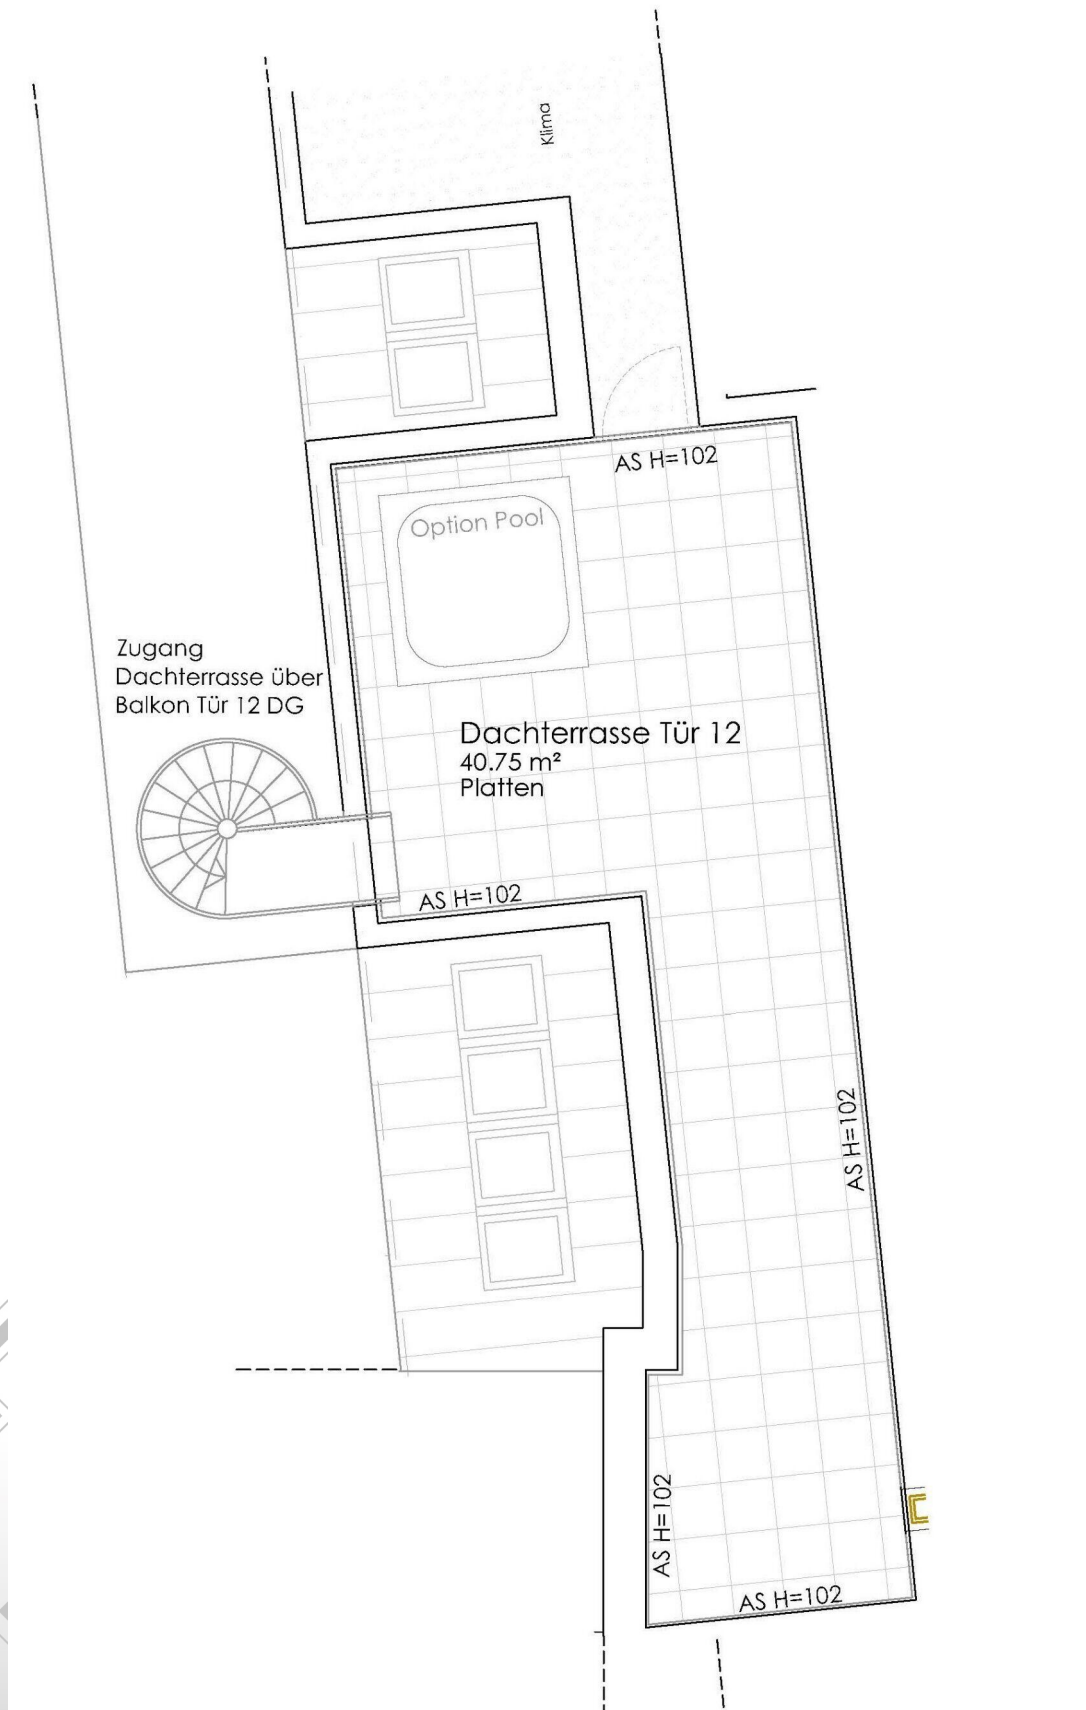 Klima
AS H=102
Option Pool
Zugang
Dachterrasse über
Balkon Tür 12 DG
Dachterrasse Tür 12
40.75 m²
Platten
AS H=102
AS H=102
AS H=102
AS H=102